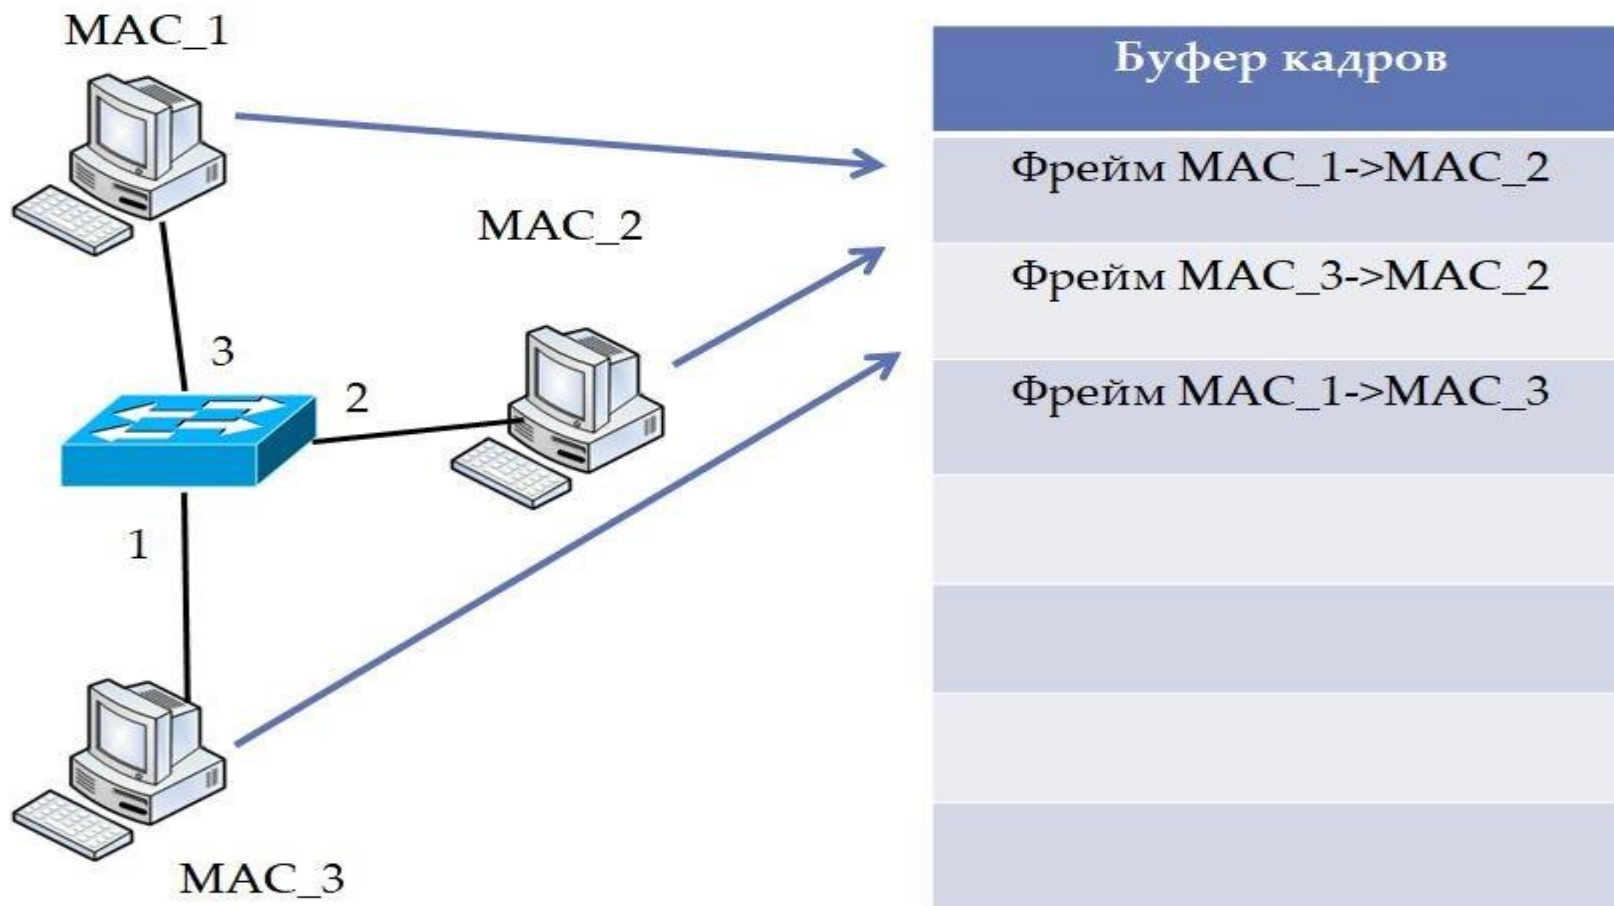 MAC_1
MAC_2
3
2
1
MAC_3
Буфер кадров
Фрейм MAC_1->MAC_2
Фрейм MAC_3->MAC_2
Фрейм MAC_1->MAC_3